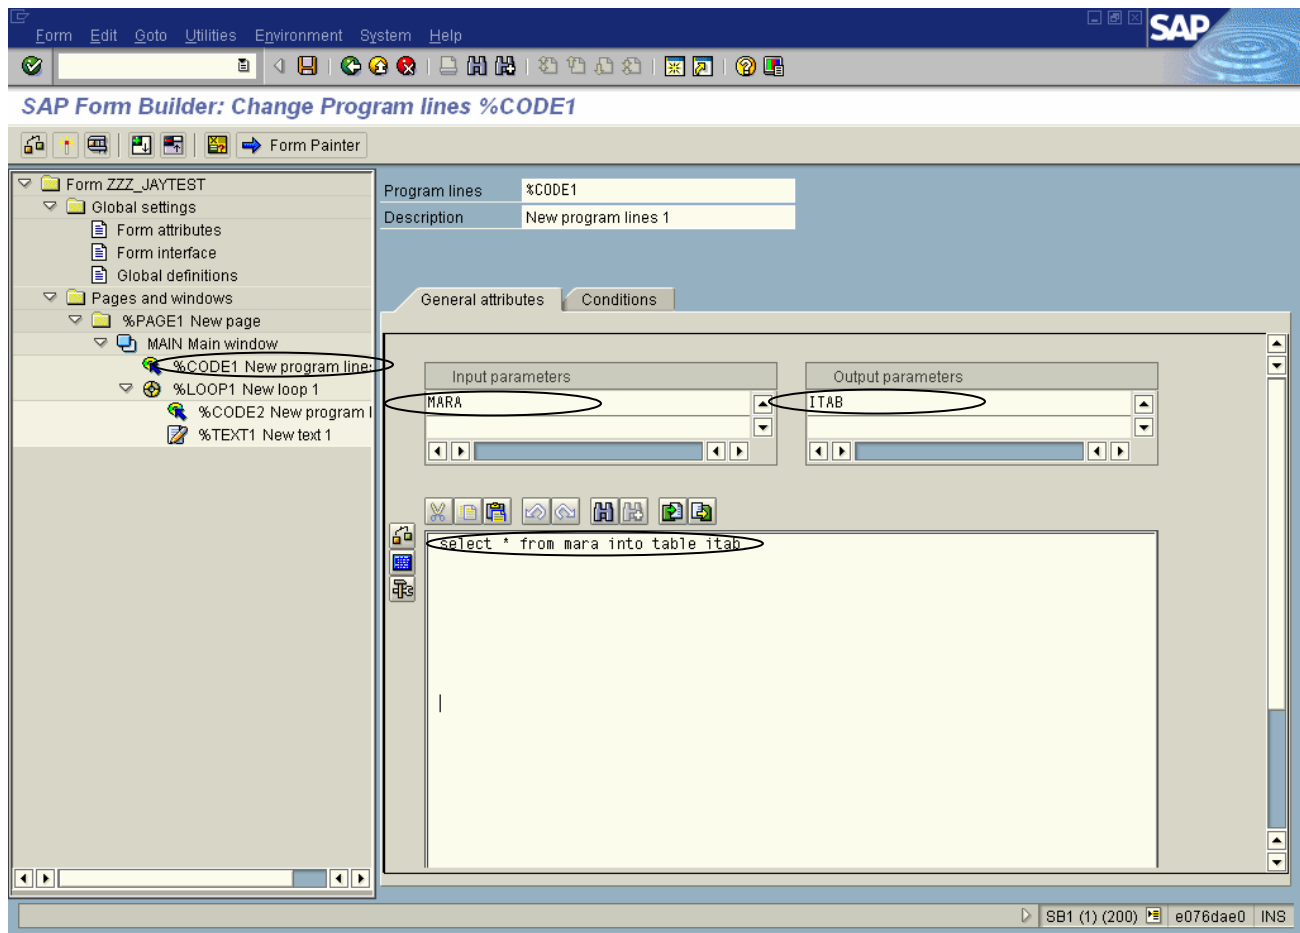 Form Edit Goto Utilities Environment System Help
SAP
SAP Form Builder: Change Program lines %CODE1
Form Painter
Form ZZZ_JAYTEST
Global settings
Form attributes
Form interface
Global definitions
Pages and windows
%PAGE1 New page
MAIN Main window
%CODE1 New program line
%LOOP1 New loop 1
%CODE2 New program l
%TEXT1 New text 1
Program lines %CODE1
Description New program lines 1
General attributes Conditions
Input parameters Output parameters
MARA ITAB
select * from mara into table itab
SB1 (1) (200) e076dae0 INS